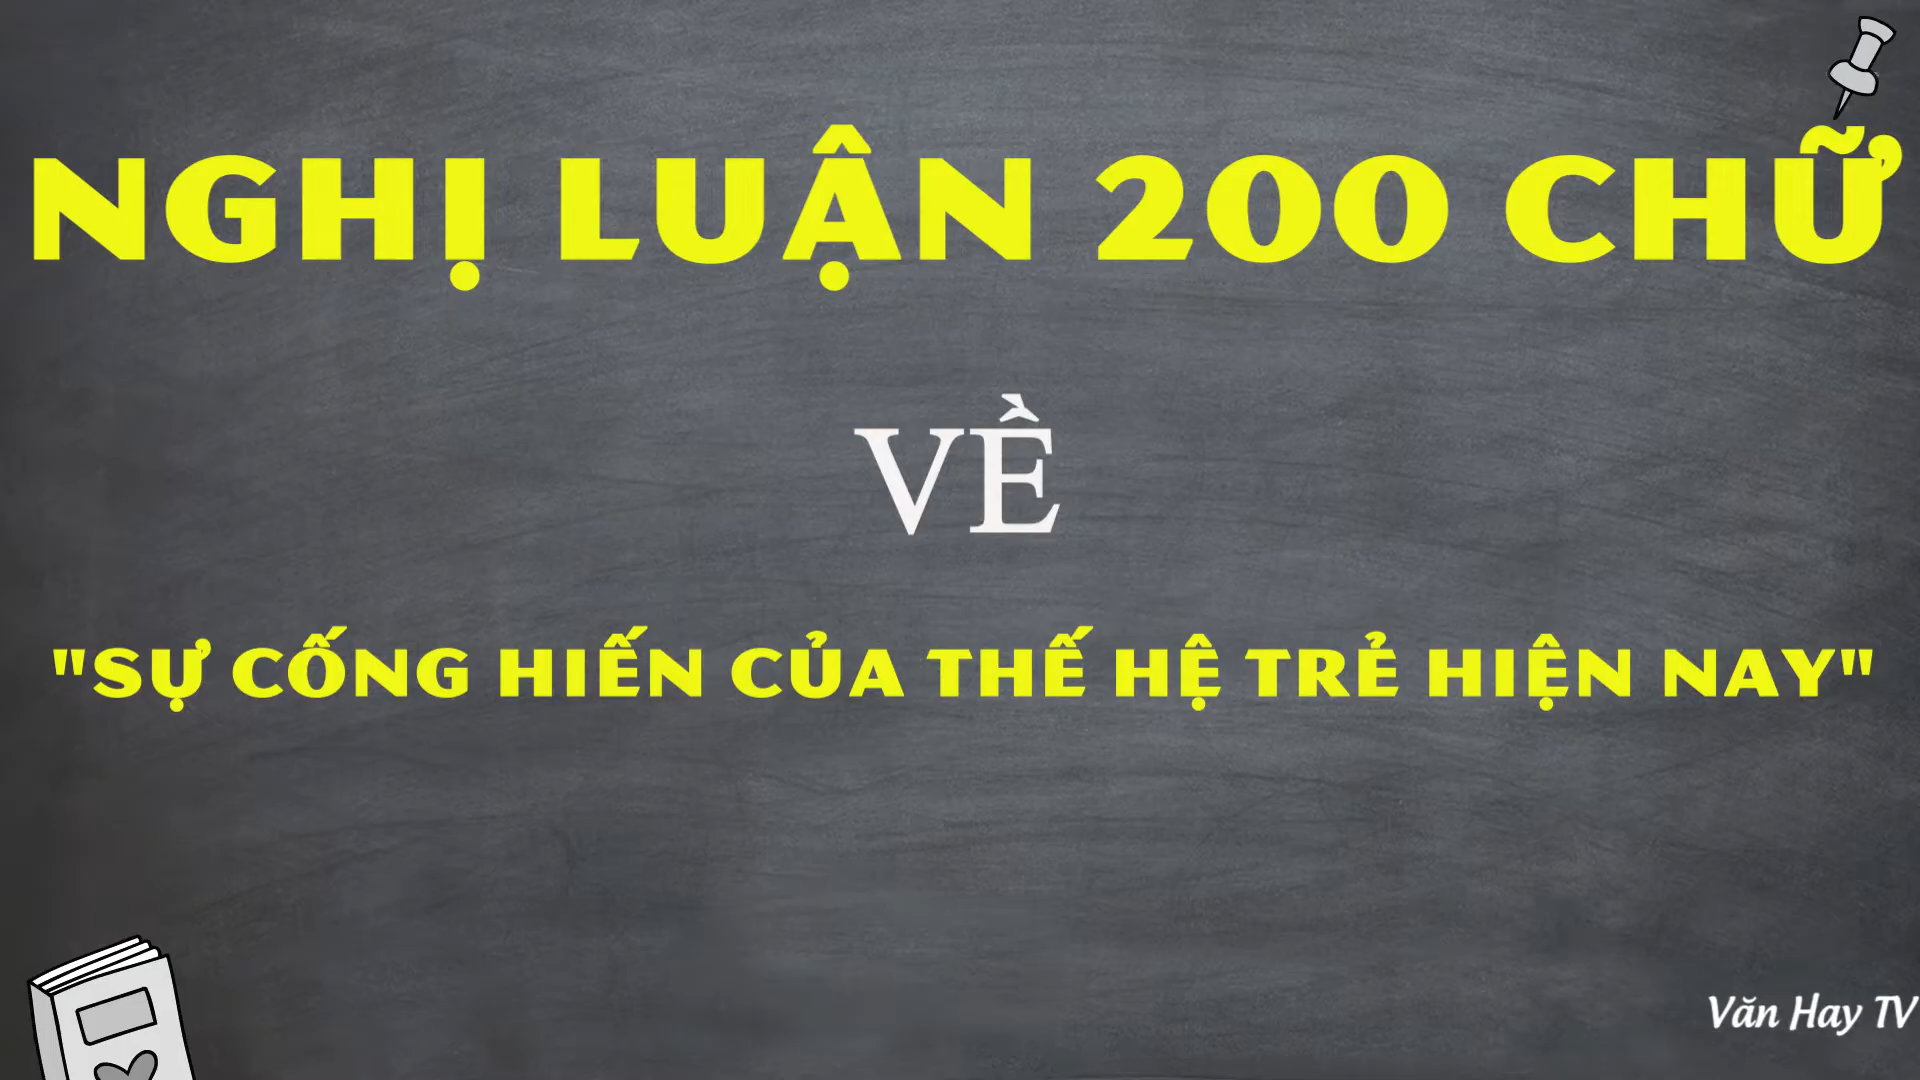 NGHỊ LUẬN 200 CHỮ
VỀ
"SỰ CỐNG HIẾN CỦA THẾ HỆ TRẺ HIỆN NAY"
Văn Hay TV